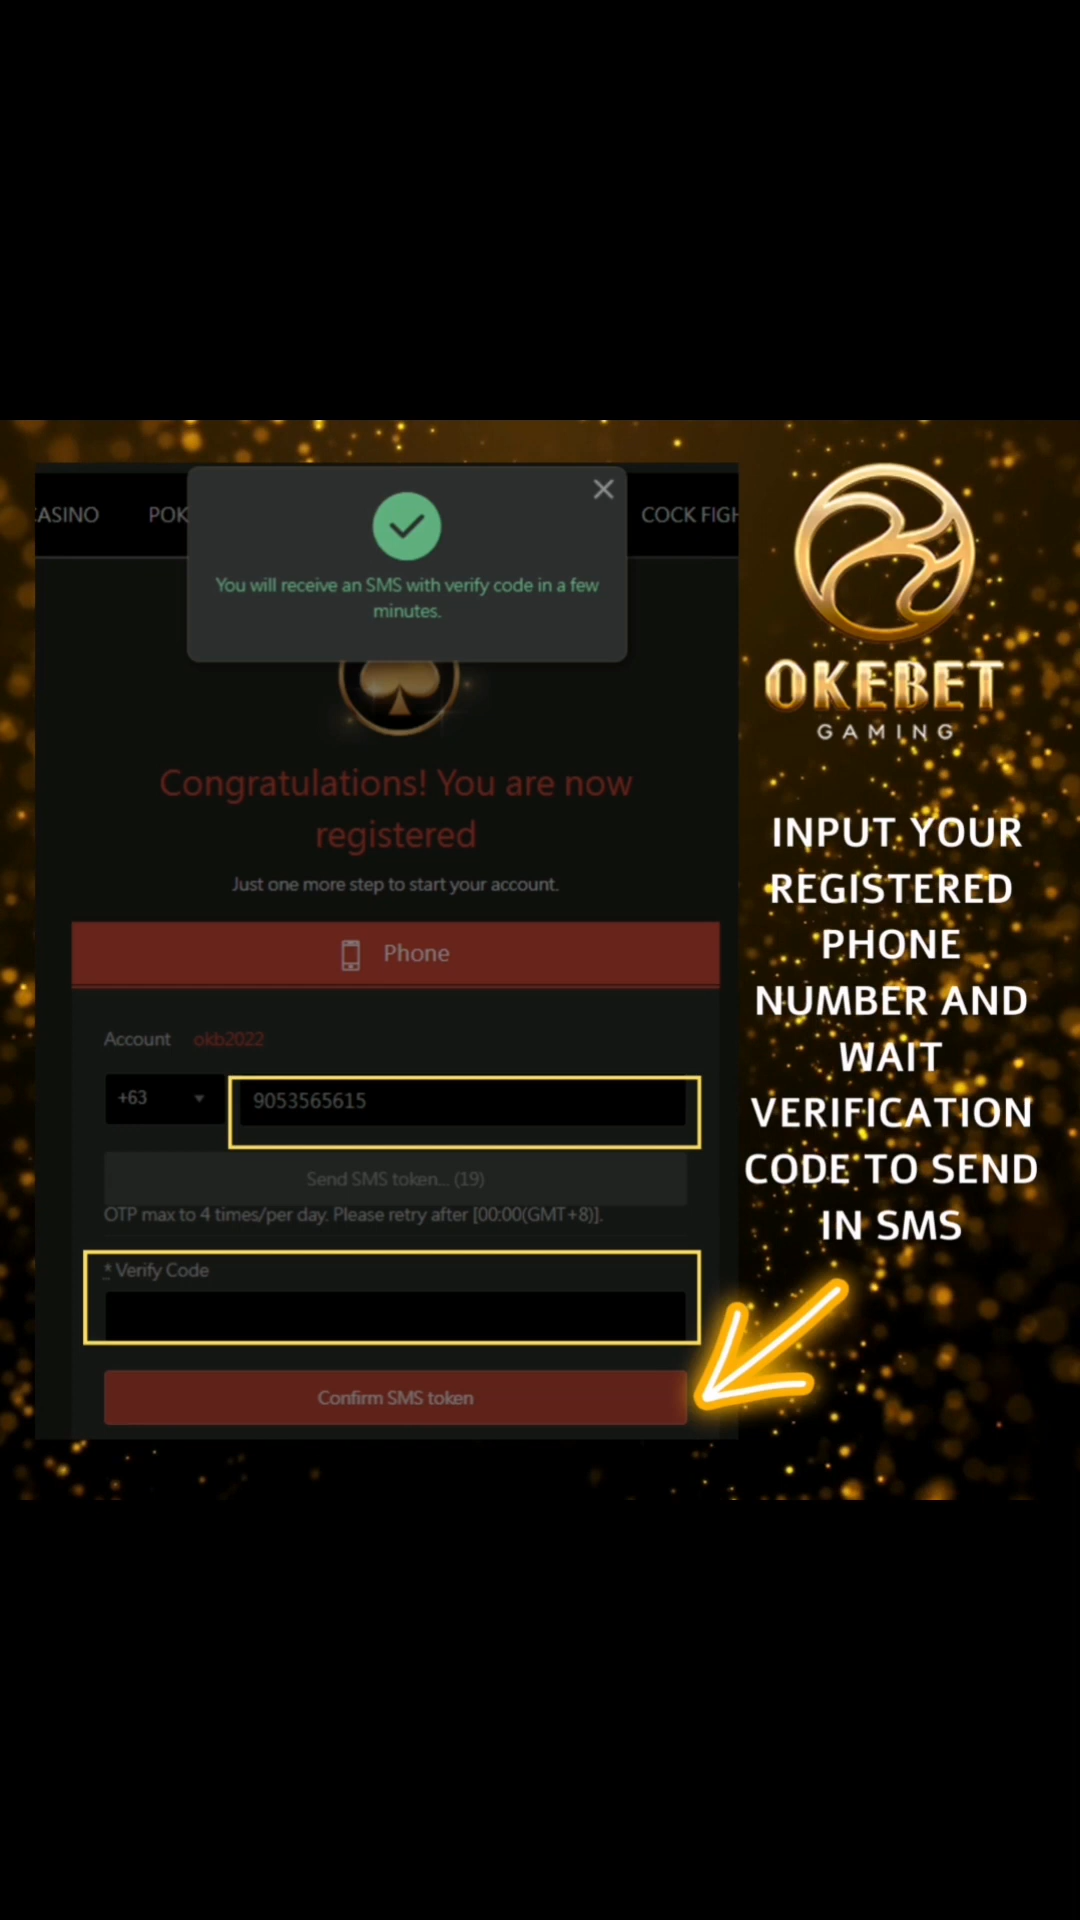 CASINO
POK
COCK FIGH
You will receive an SMS with verify code in a few
minutes.
Congratulations! You are now
registered
Just one more step to start your account.
Phone
Account okb2022
+63
9053565615
Send SMS token... (19)
OTP max to 4 times/per day. Please retry after [00:00(GMT+8)].
* Verify Code
Confirm SMS token
OKEBET
GAMING
INPUT YOUR
REGISTERED
PHONE
NUMBER AND
WAIT
VERIFICATION
CODE TO SEND
IN SMS